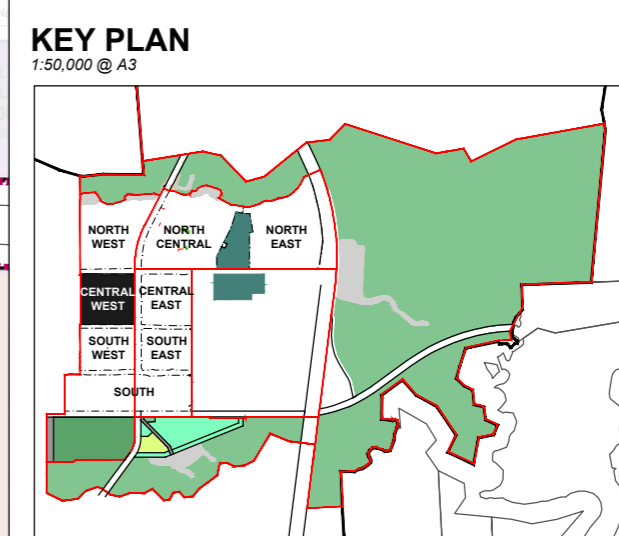 KEY PLAN
1:50,000 @ A3
NORTH
WEST
NORTH
CENTRAL
NORTH
EAST
CENTRAL
WEST
CENTRAL
EAST
SOUTH
WEST
SOUTH
EAST
SOUTH